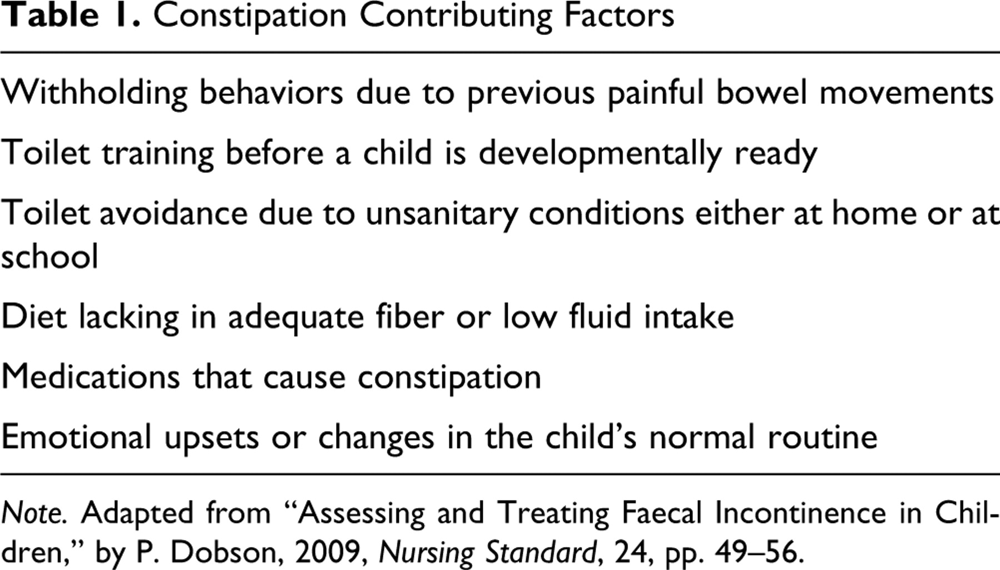 Table 1. Constipation Contributing Factors
Withholding behaviors due to previous painful bowel movements
Toilet training before a child is developmentally ready
Toilet avoidance due to unsanitary conditions either at home or at
school
Diet lacking in adequate fiber or low fluid intake
Medications that cause constipation
Emotional upsets or changes in the child’s normal routine
Note. Adapted from “Assessing and Treating Faecal Incontinence in Chil-
dren,” by P. Dobson, 2009, Nursing Standard, 24, pp. 49–56.